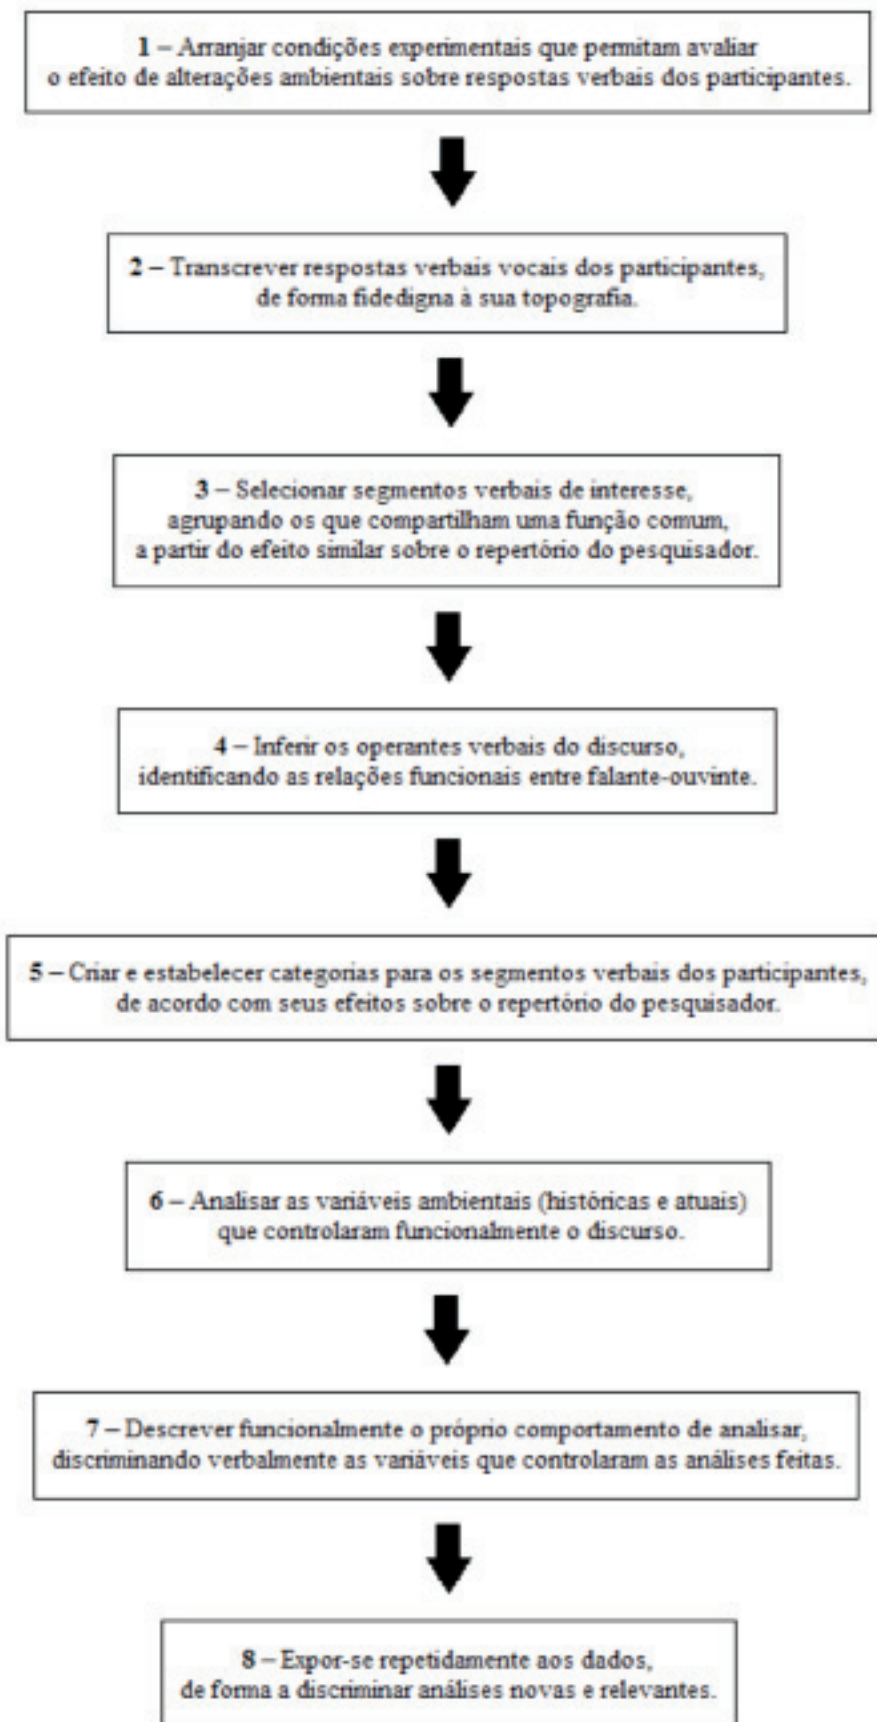 1 – Arranjar condições experimentais que permitam avaliar
o efeito de alterações ambientais sobre respostas verbais dos participantes.
2 – Transcrever respostas verbais vocais dos participantes,
de forma fidedigna à sua topografia.
3 – Selecionar segmentos verbais de interesse,
agrupando os que compartilham uma função comum,
a partir do efeito similar sobre o repertório do pesquisador.
4 – Inferir os operantes verbais do discurso,
identificando as relações funcionais entre falante-ouvinte.
5 – Criar e estabelecer categorias para os segmentos verbais dos participantes,
de acordo com seus efeitos sobre o repertório do pesquisador.
6 – Analisar as variáveis ambientais (históricas e atuais)
que controlaram funcionalmente o discurso.
7 – Descrever funcionalmente o próprio comportamento de analisar,
discriminando verbalmente as variáveis que controlaram as análises feitas.
8 – Expor-se repetidamente aos dados,
de forma a discriminar análises novas e relevantes.